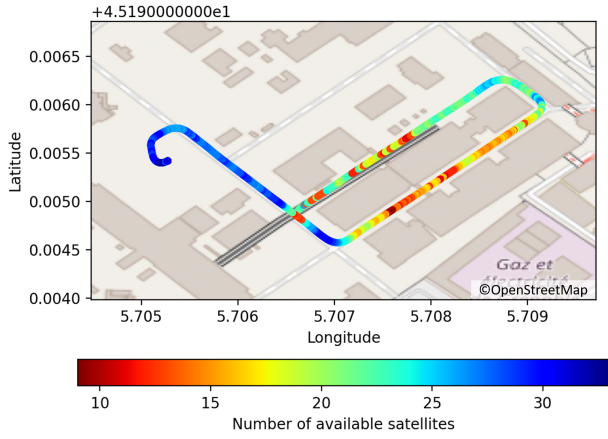 +4.5190000000e1
0.0065
0.0060
0.0055
0.0050
0.0045
0.0040
Latitude
Gaz et
électricité
©OpenStreetMap
5.705 5.706 5.707 5.708 5.709
Longitude
10 15 20 25 30
Number of available satellites